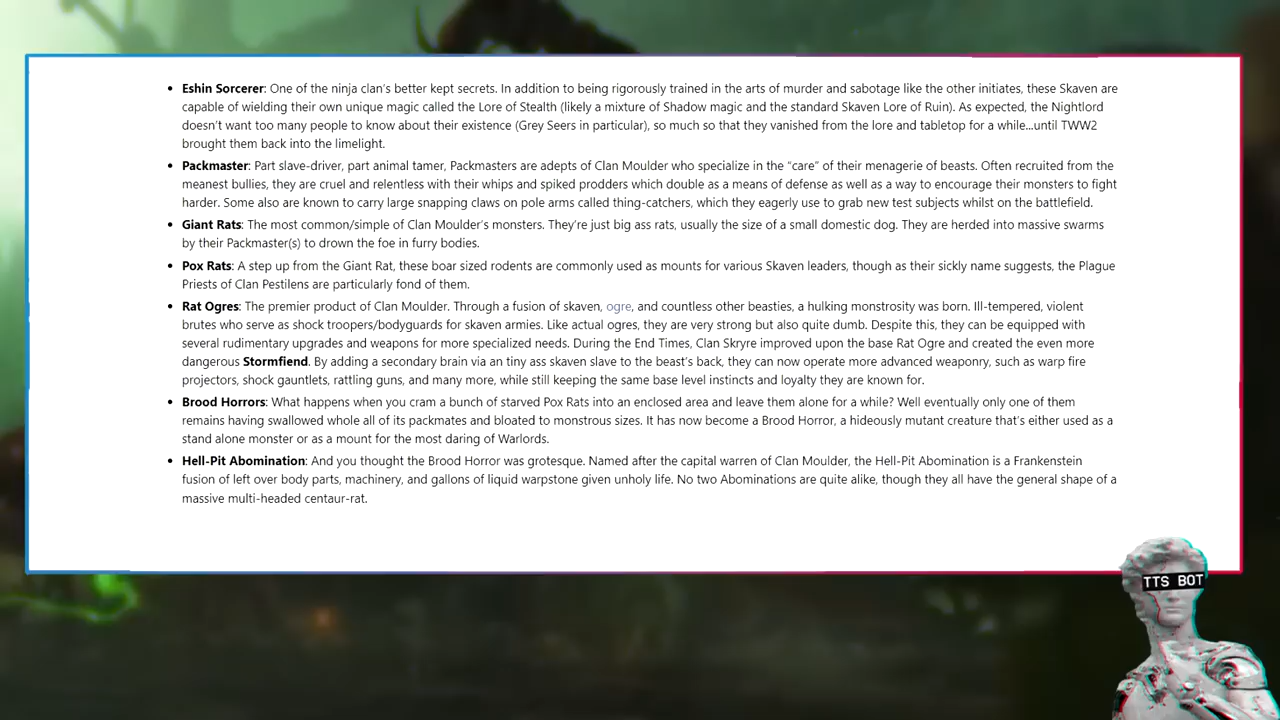 • Eshin Sorcerer: One of the ninja clan's better kept secrets. In addition to being rigorously trained in the arts of murder and sabotage like the other initiates, these Skaven are
capable of wielding their own unique magic called the Lore of Stealth (likely a mixture of Shadow magic and the standard Skaven Lore of Ruin). As expected, the Nightlord
doesn't want too many people to know about their existence (Grey Seers in particular), so much so that they vanished from the lore and tabletop for a while...until TWW2
brought them back into the limelight.
• Packmaster: Part slave-driver, part animal tamer, Packmasters are adepts of Clan Moulder who specialize in the “care” of their menagerie of beasts. Often recruited from the
meanest bullies, they are cruel and relentless with their whips and spiked prodders which double as a means of defense as well as a way to encourage their monsters to fight
harder. Some also are known to carry large snapping claws on pole arms called thing-catchers, which they eagerly use to grab new test subjects whilst on the battlefield.
• Giant Rats: The most common/simple of Clan Moulder's monsters. They're just big ass rats, usually the size of a small domestic dog. They are herded into massive swarms
by their Packmaster(s) to drown the foe in furry bodies.
• Pox Rats: A step up from the Giant Rat, these boar sized rodents are commonly used as mounts for various Skaven leaders, though as their sickly name suggests, the Plague
Priests of Clan Pestilens are particularly fond of them.
• Rat Ogres: The premier product of Clan Moulder. Through a fusion of skaven, ogre, and countless other beasties, a hulking monstrosity was born. Ill-tempered, violent
brutes who serve as shock troopers/bodyguards for skaven armies. Like actual ogres, they are very strong but also quite dumb. Despite this, they can be equipped with
several rudimentary upgrades and weapons for more specialized needs. During the End Times, Clan Skryre improved upon the base Rat Ogre and created the even more
dangerous Stormfiend. By adding a secondary brain via an tiny ass skaven slave to the beast's back, they can now operate more advanced weaponry, such as warp fire
projectors, shock gauntlets, rattling guns, and many more, while still keeping the same base level instincts and loyalty they are known for.
• Brood Horrors: What happens when you cram a bunch of starved Pox Rats into an enclosed area and leave them alone for a while? Well eventually only one of them
remains having swallowed whole all of its packmates and bloated to monstrous sizes. It has now become a Brood Horror, a hideously mutant creature that's either used as a
stand alone monster or as a mount for the most daring of Warlords.
• Hell-Pit Abomination: And you thought the Brood Horror was grotesque. Named after the capital warren of Clan Moulder, the Hell-Pit Abomination is a Frankenstein
fusion of left over body parts, machinery, and gallons of liquid warpstone given unholy life. No two Abominations are quite alike, though they all have the general shape of a
massive multi-headed centaur-rat.
TTS BOT